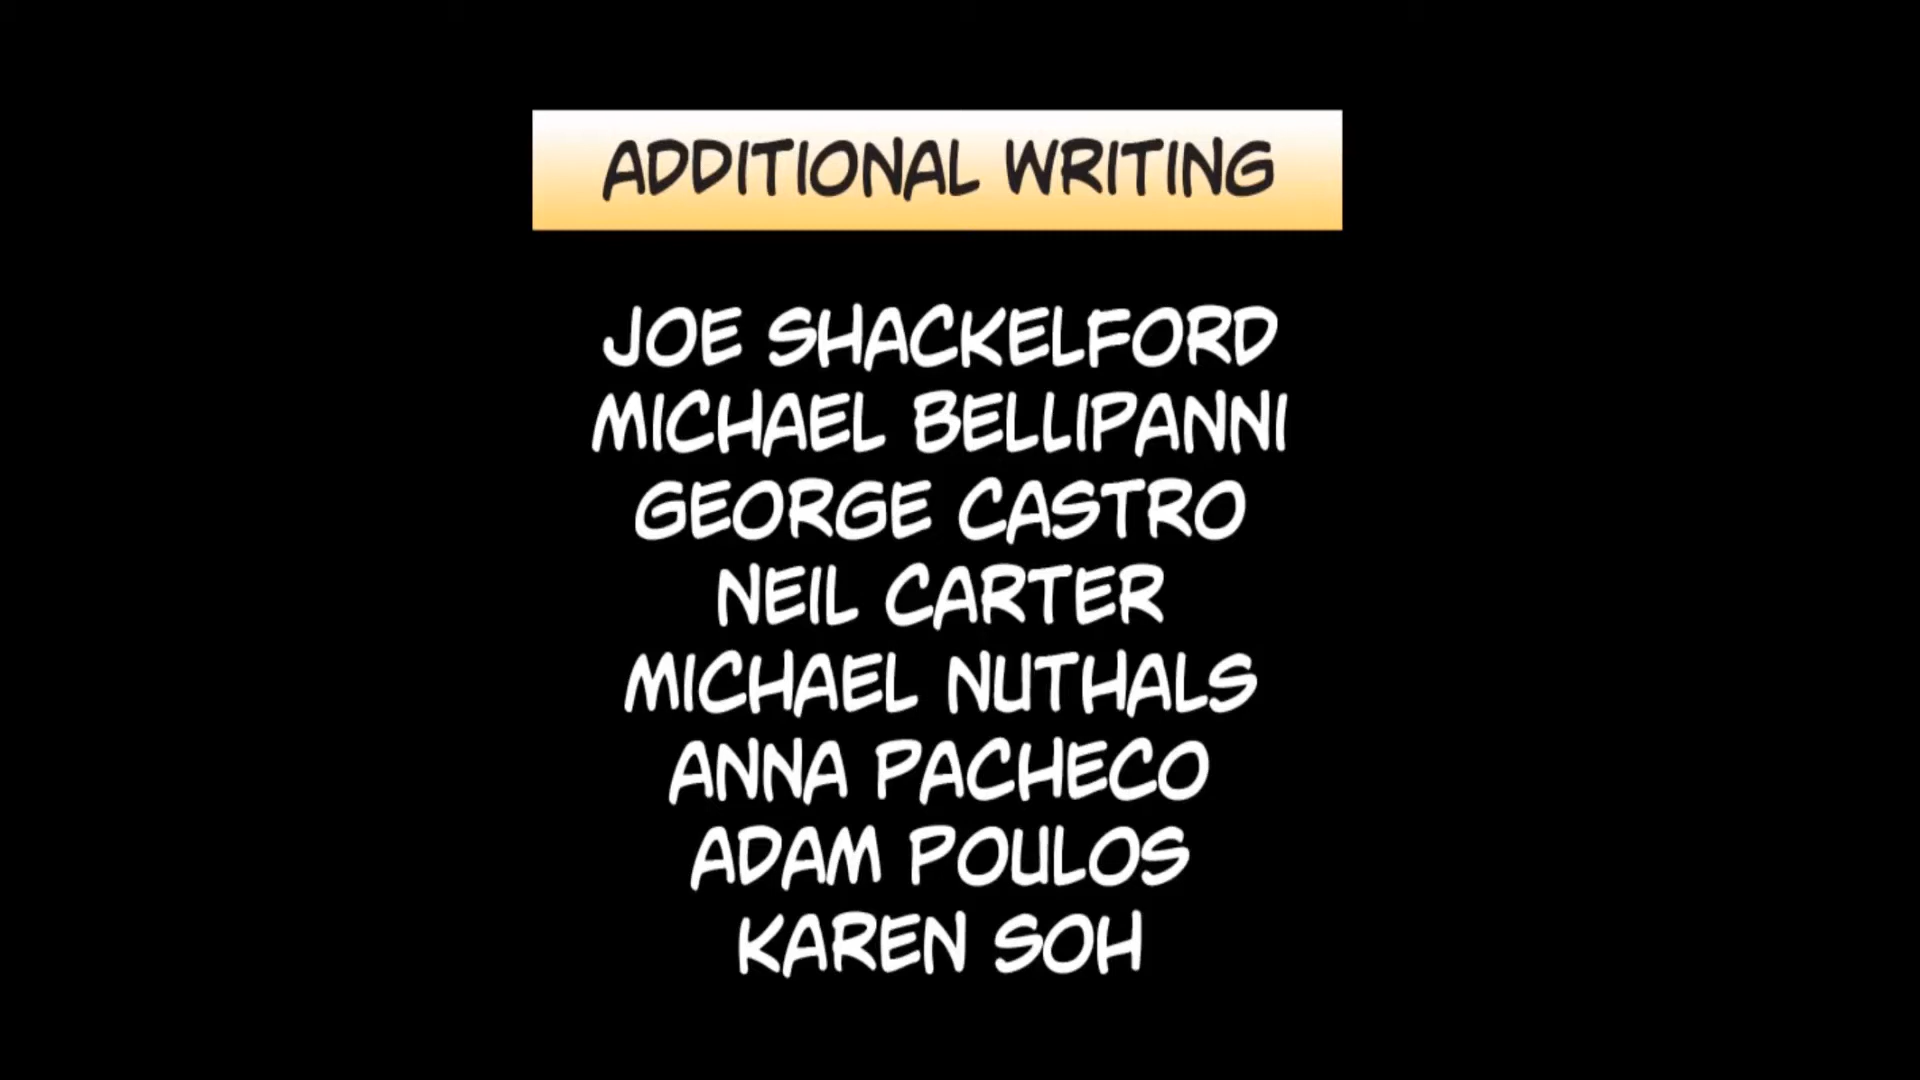 ADDITIONAL WRITING
JOE SHACKELFORD
MICHAEL BELLIPANNI
GEORGE CASTRO
NEIL CARTER
MICHAEL NUTHALS
ANNA PACHECO
ADAM POULOS
KAREN SOH